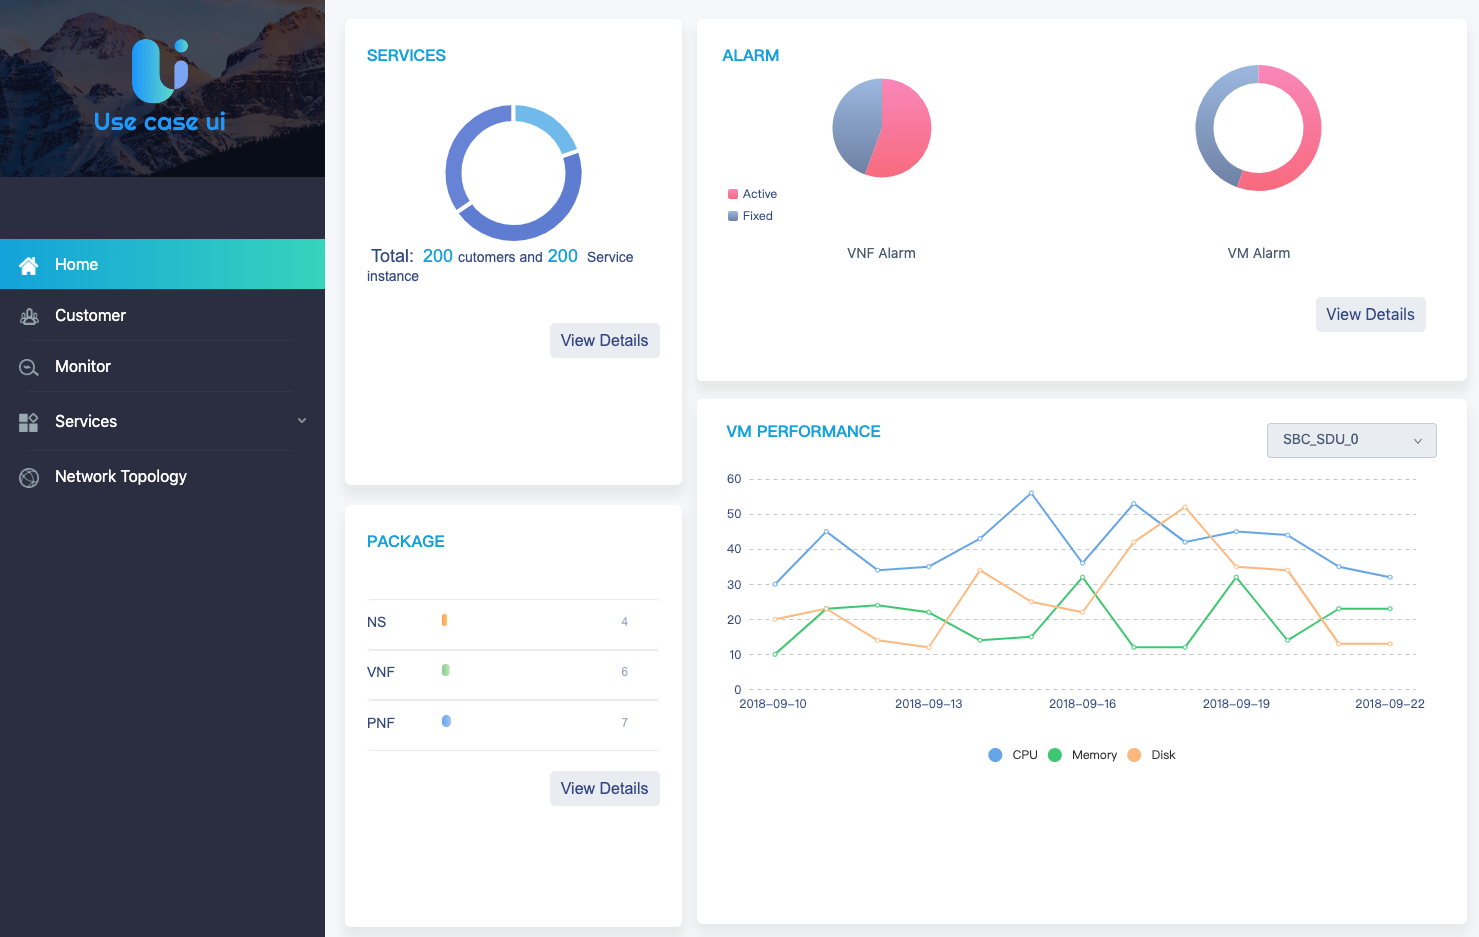 Use case ui
Home
Customer
Monitor
Services
Network Topology
SERVICES
Total: 200 cutomers and 200 Service
instance
View Details
ALARM
Active
Fixed
VNF Alarm
VM Alarm
View Details
PACKAGE
NS 4
VNF 6
PNF 7
View Details
VM PERFORMANCE
SBC_SDU_0
60
50
40
30
20
10
0
2018-09-10 2018-09-13 2018-09-16 2018-09-19 2018-09-22
CPU Memory Disk